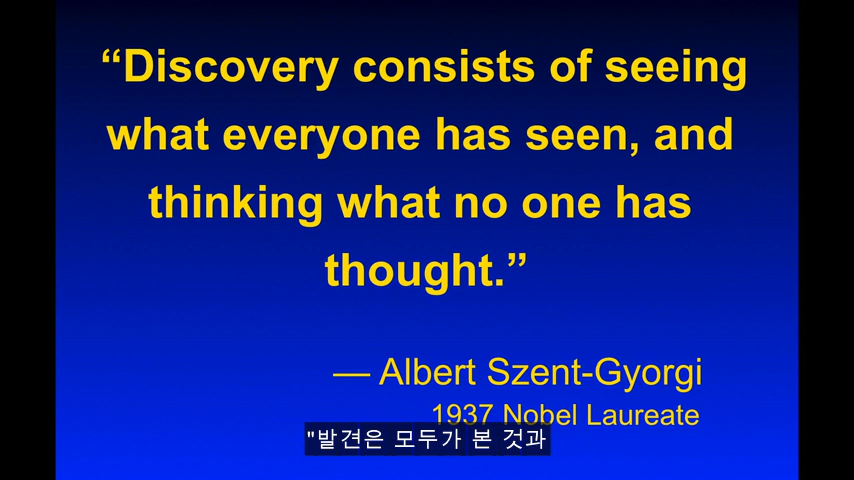 “Discovery consists of seeing
what everyone has seen, and
thinking what no one has
thought.”
— Albert Szent-Gyorgi
1937 Nobel Laureate
"발견은 모두가 본 것과